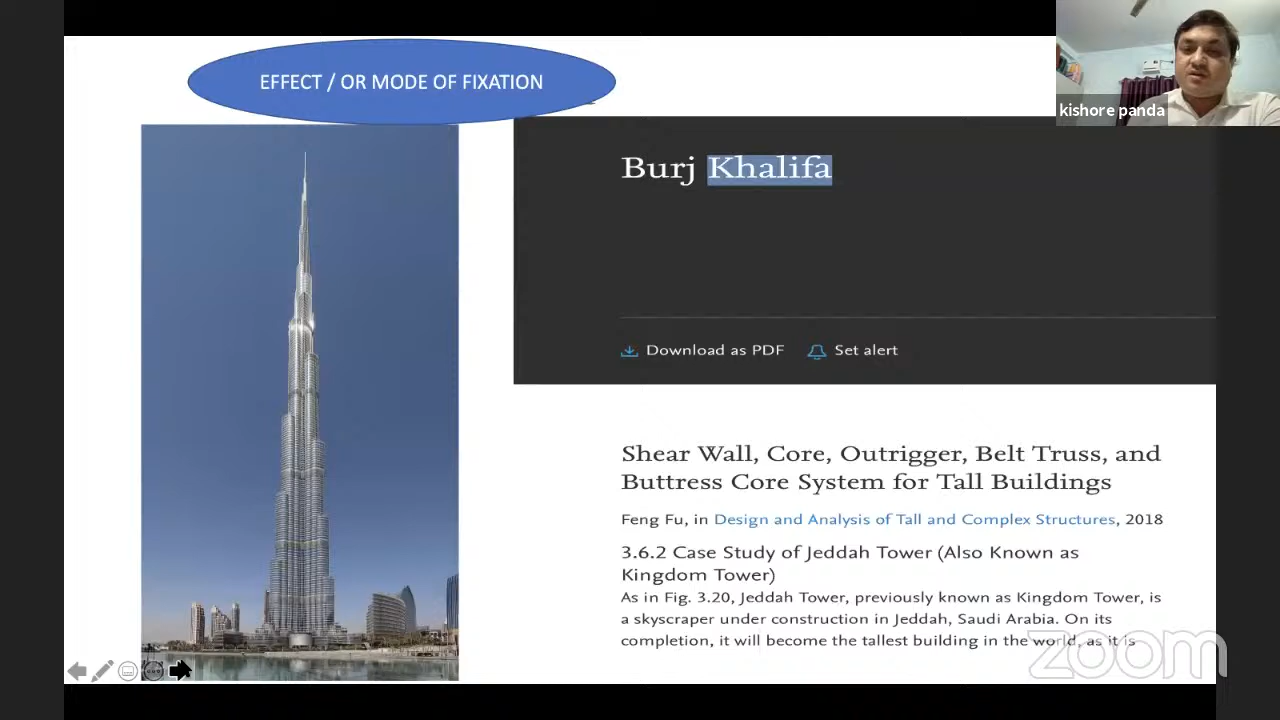 EFFECT / OR MODE OF FIXATION
kishore panda
Burj Khalifa
Download as PDF
Set alert
Shear Wall, Core, Outrigger, Belt Truss, and
Buttress Core System for Tall Buildings
Feng Fu, in Design and Analysis of Tall and Complex Structures, 2018
3.6.2 Case Study of Jeddah Tower (Also Known as
Kingdom Tower)
As in Fig. 3.20, Jeddah Tower, previously known as Kingdom Tower, is
a skyscraper under construction in Jeddah, Saudi Arabia. On its
completion, it will become the tallest building in the world, as it is
zoom